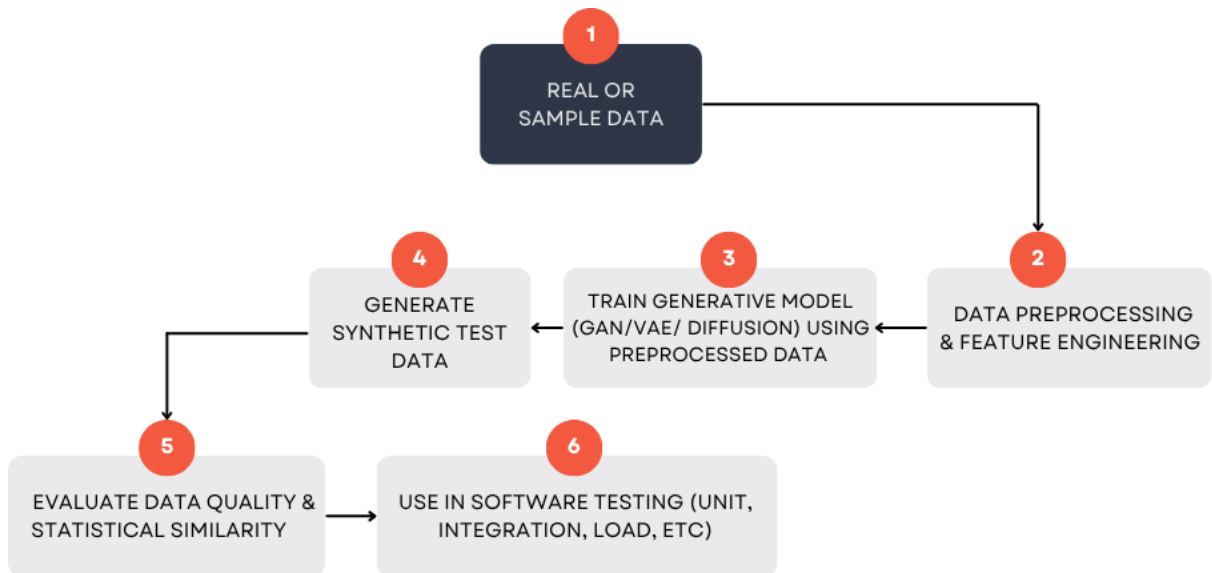 1
REAL OR
SAMPLE DATA
2
DATA PREPROCESSING
& FEATURE ENGINEERING
3
TRAIN GENERATIVE MODEL
(GAN/VAE/ DIFFUSION) USING
PREPROCESSED DATA
4
GENERATE
SYNTHETIC TEST
DATA
5
EVALUATE DATA QUALITY &
STATISTICAL SIMILARITY
6
USE IN SOFTWARE TESTING (UNIT,
INTEGRATION, LOAD, ETC)